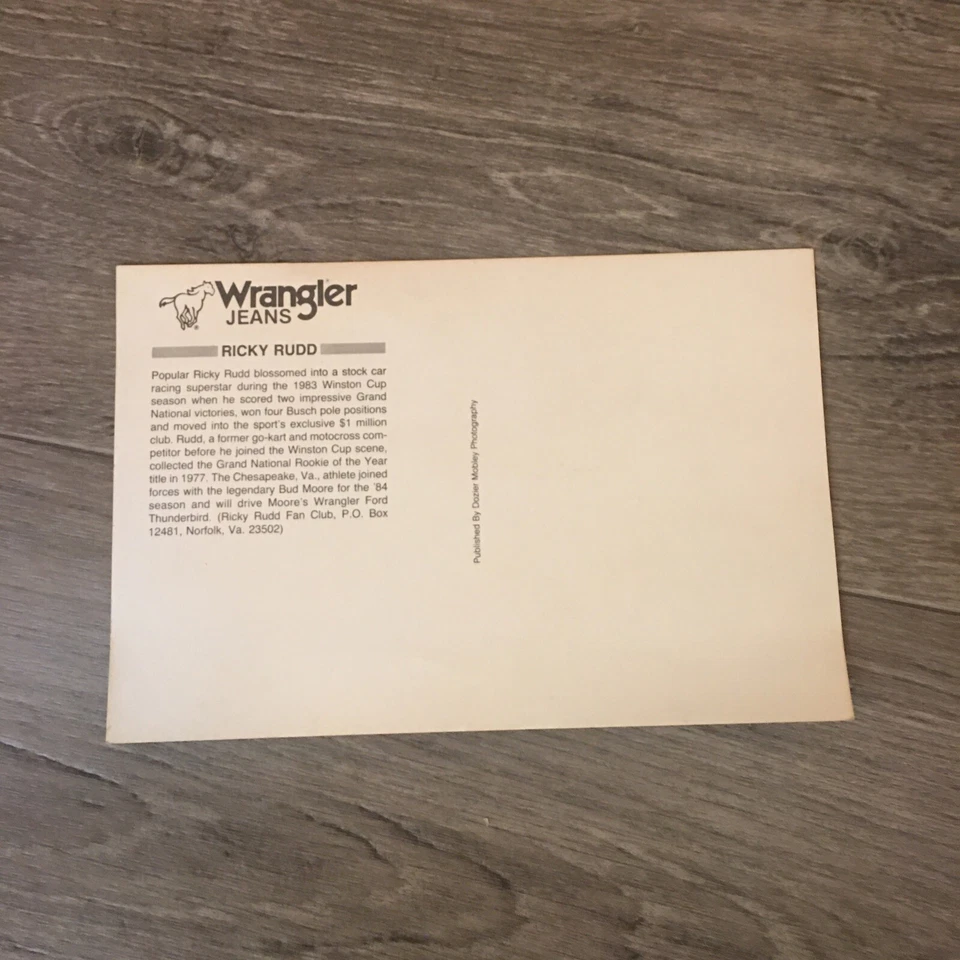 Wrangler
JEANS
RICKY RUDD
Popular Ricky Rudd blossomed into a stock car
racing superstar during the 1983 Winston Cup
season when he scored two impressive Grand
National victories, won four Busch pole positions
and moved into the sport's exclusive $1 million
club. Rudd, a former go-kart and motocross com-
petitor before he joined the Winston Cup scene,
collected the Grand National Rookie of the Year
title in 1977. The Chesapeake, Va., athlete joined
forces with the legendary Bud Moore for the '84
season and will drive Moore's Wrangler Ford
Thunderbird. (Ricky Rudd Fan Club, P.O. Box
12481, Norfolk, Va. 23502)
Published By Dozier Mobley Photography